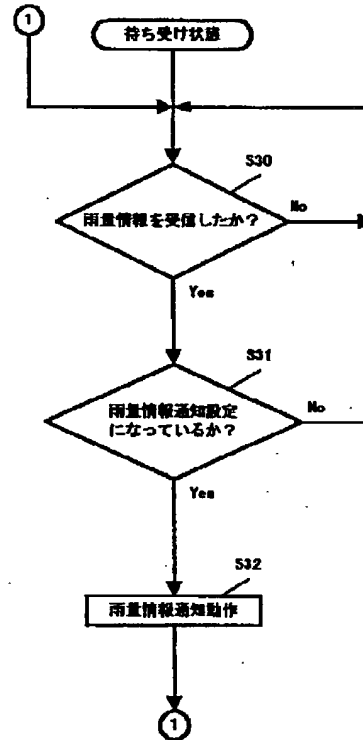 1
待ち受け状態
S30
雨量情報を受信したか？
No
Yes
S31
雨量情報通知設定
になっているか？
No
Yes
S32
雨量情報通知動作
1